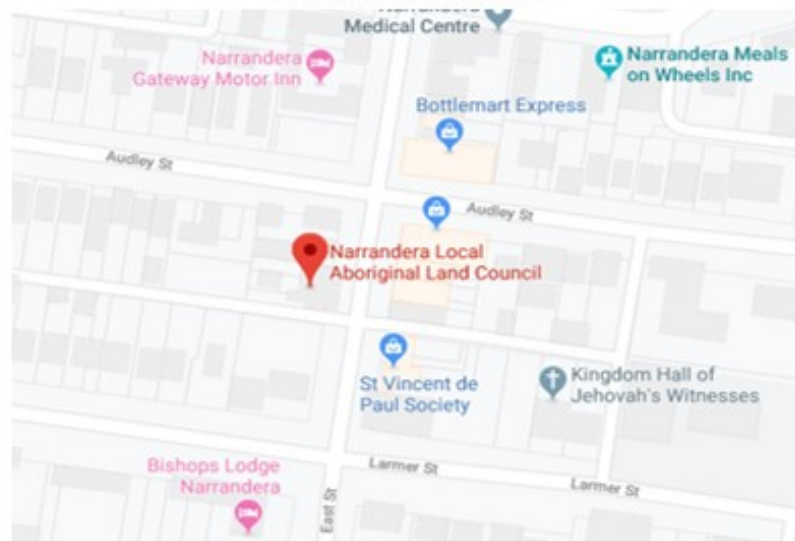 Medical Centre
Narrandera
Gateway Motor Inn
Narrandera Meals
on Wheels Inc
Bottlemart Express
Audley St
Audley St
Narrandera Local
Aboriginal Land Council
St Vincent de
Paul Society
Kingdom Hall of
Jehovah's Witnesses
Bishops Lodge
Narrandera
Larmer St
Larmer St
East St